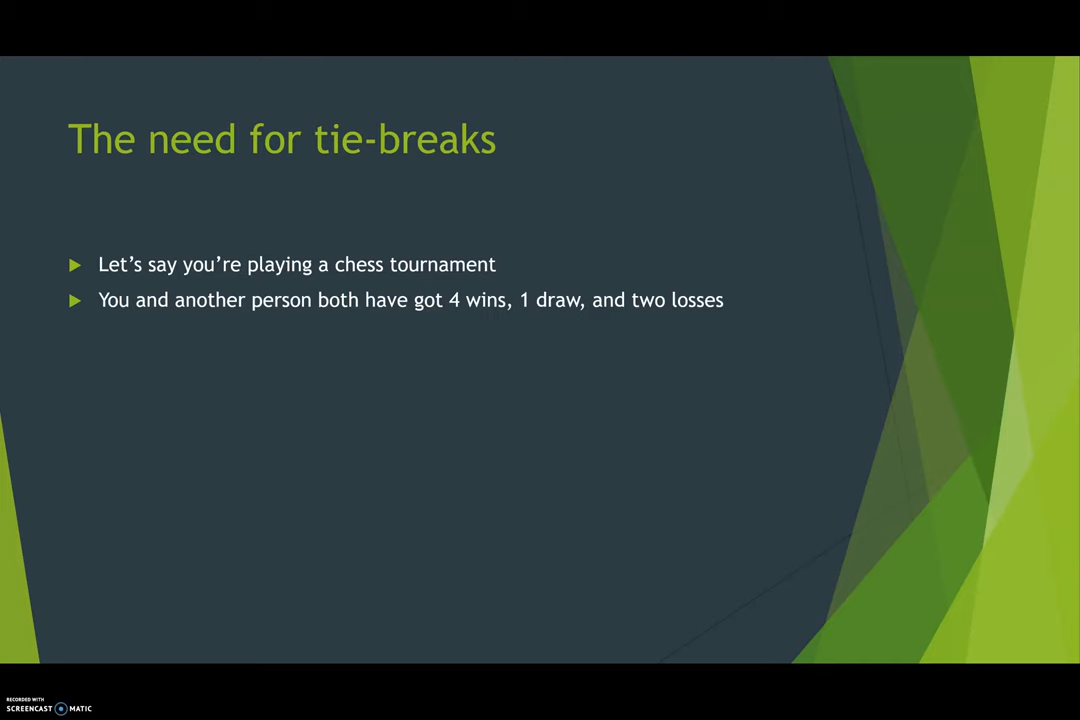 The need for tie-breaks
Let's say you're playing a chess tournament
You and another person both have got 4 wins, 1 draw, and two losses
RECORDED WITH
SCREENCAST MATIC